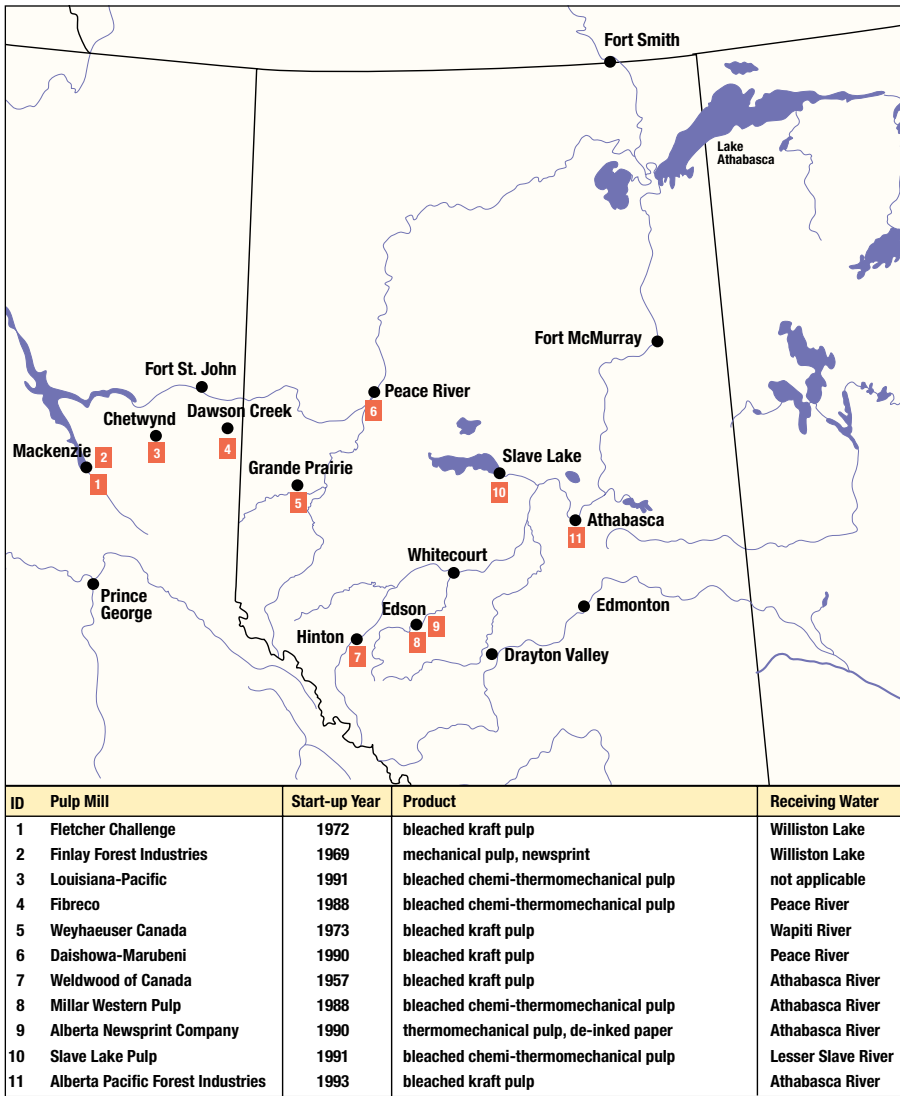 Fort Smith
Lake
Athabasca
Fort McMurray
Fort St. John
Peace River
6
Chetwynd
3
Dawson Creek
4
Mackenzie
2
1
Grande Prairie
5
Slave Lake
10
Athabasca
11
Whitecourt
Prince
George
Edson
9
8
Edmonton
Hinton
7
Drayton Valley
ID Pulp Mill Start-up Year Product Receiving Water
1 Fletcher Challenge 1972 bleached kraft pulp Williston Lake
2 Finlay Forest Industries 1969 mechanical pulp, newsprint Williston Lake
3 Louisiana-Pacific 1991 bleached chemi-thermomechanical pulp not applicable
4 Fibreco 1988 bleached chemi-thermomechanical pulp Peace River
5 Weyhaeuser Canada 1973 bleached kraft pulp Wapiti River
6 Daishowa-Marubeni 1990 bleached kraft pulp Peace River
7 Weldwood of Canada 1957 bleached kraft pulp Athabasca River
8 Millar Western Pulp 1988 bleached chemi-thermomechanical pulp Athabasca River
9 Alberta Newsprint Company 1990 thermomechanical pulp, de-inked paper Athabasca River
10 Slave Lake Pulp 1991 bleached chemi-thermomechanical pulp Lesser Slave River
11 Alberta Pacific Forest Industries 1993 bleached kraft pulp Athabasca River